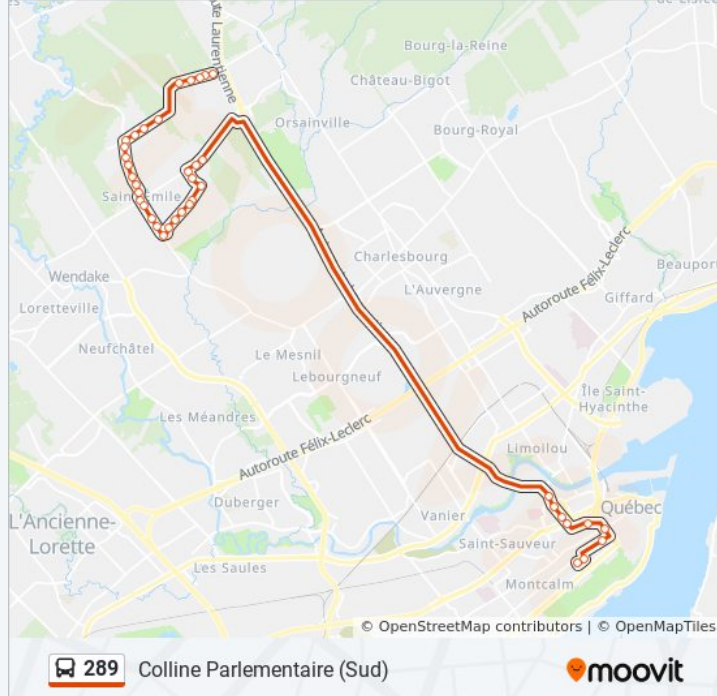 Bourg-la-Reine
Château-Bigot
Orsainville
Bourg-Royal
Charlesbourg
Wendake
L'Auvergne
Autoroute Félix-Leclerc
Beauport
Giffard
Loretteville
Neufchâtel
Le Mesnil
Lebourgneuf
Île Saint-
Hyacinthe
Les Méandres
Autoroute Félix-Leclerc
Limoilou
Duberger
Vanier
Québec
L'Ancienne-
Lorette
Saint-Sauveur
Les Saules
Montcalm
© OpenStreetMap contributors | © OpenMapTiles
289 Colline Parlementaire (Sud)
moovit